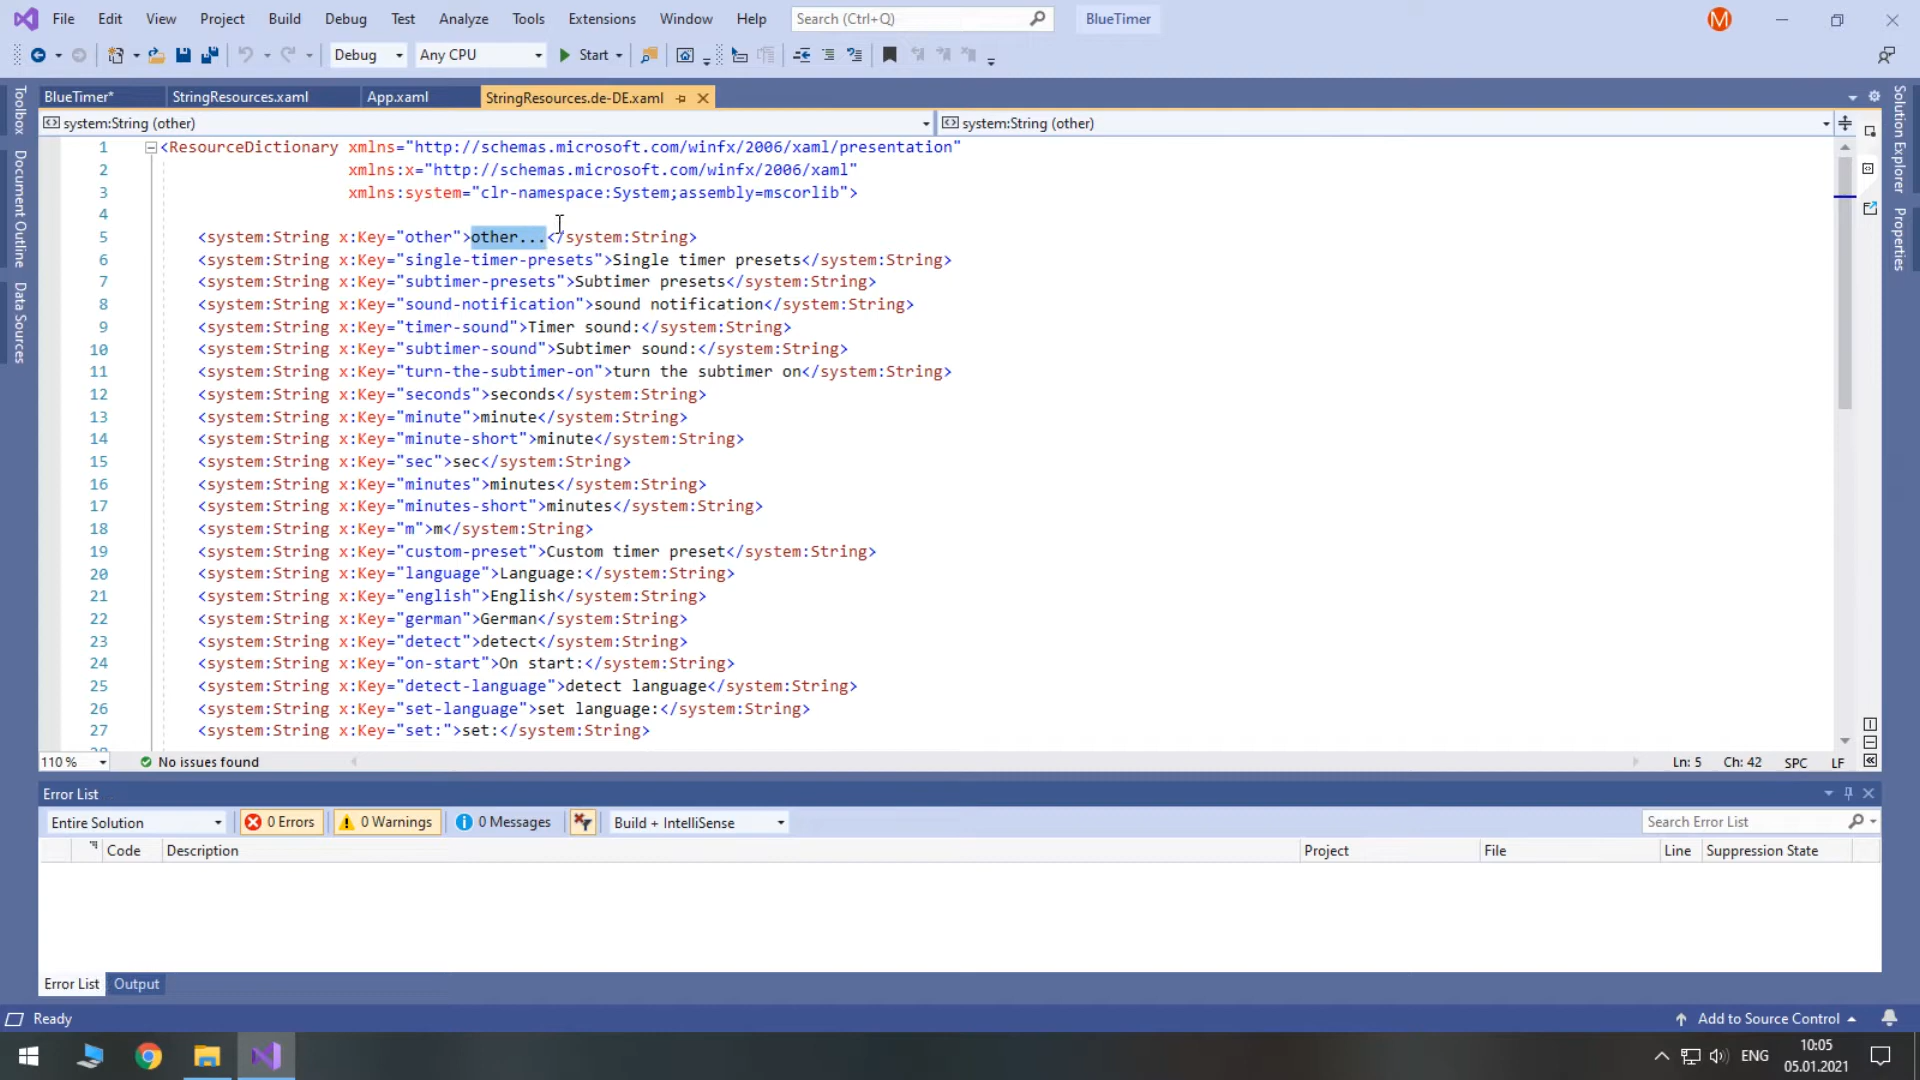 File Edit View Project Build Debug Test Analyze Tools Extensions Window Help Search (Ctrl+Q) BlueTimer M
Debug Any CPU Start
BlueTimer* StringResources.xaml App.xaml StringResources.de-DE.xaml
system:String (other) system:String (other)
1 <ResourceDictionary xmlns="http://schemas.microsoft.com/winfx/2006/xaml/presentation"
2 xmlns:x="http://schemas.microsoft.com/winfx/2006/xaml"
3 xmlns:system="clr-namespace:System;assembly=mscorlib">
4
5 <system:String x:Key="other">other...</system:String>
6 <system:String x:Key="single-timer-presets">Single timer presets</system:String>
7 <system:String x:Key="subtimer-presets">Subtimer presets</system:String>
8 <system:String x:Key="sound-notification">sound notification</system:String>
9 <system:String x:Key="timer-sound">Timer sound:</system:String>
10 <system:String x:Key="subtimer-sound">Subtimer sound:</system:String>
11 <system:String x:Key="turn-the-subtimer-on">turn the subtimer on</system:String>
12 <system:String x:Key="seconds">seconds</system:String>
13 <system:String x:Key="minute">minute</system:String>
14 <system:String x:Key="minute-short">minute</system:String>
15 <system:String x:Key="sec">sec</system:String>
16 <system:String x:Key="minutes">minutes</system:String>
17 <system:String x:Key="minutes-short">minutes</system:String>
18 <system:String x:Key="m">m</system:String>
19 <system:String x:Key="custom-preset">Custom timer preset</system:String>
20 <system:String x:Key="language">Language:</system:String>
21 <system:String x:Key="english">English</system:String>
22 <system:String x:Key="german">German</system:String>
23 <system:String x:Key="detect">detect</system:String>
24 <system:String x:Key="on-start">On start:</system:String>
25 <system:String x:Key="detect-language">detect language</system:String>
26 <system:String x:Key="set-language">set language:</system:String>
27 <system:String x:Key="set:">set:</system:String>
110 % No issues found Ln: 5 Ch: 42 SPC LF
Toolbox
Document Outline
Data Sources
Solution Explorer
Properties
Error List
Entire Solution 0 Errors 0 Warnings 0 Messages Build + IntelliSense Search Error List
Code Description Project File Line Suppression State
Error List Output
Ready Add to Source Control
ENG 10:05
05.01.2021